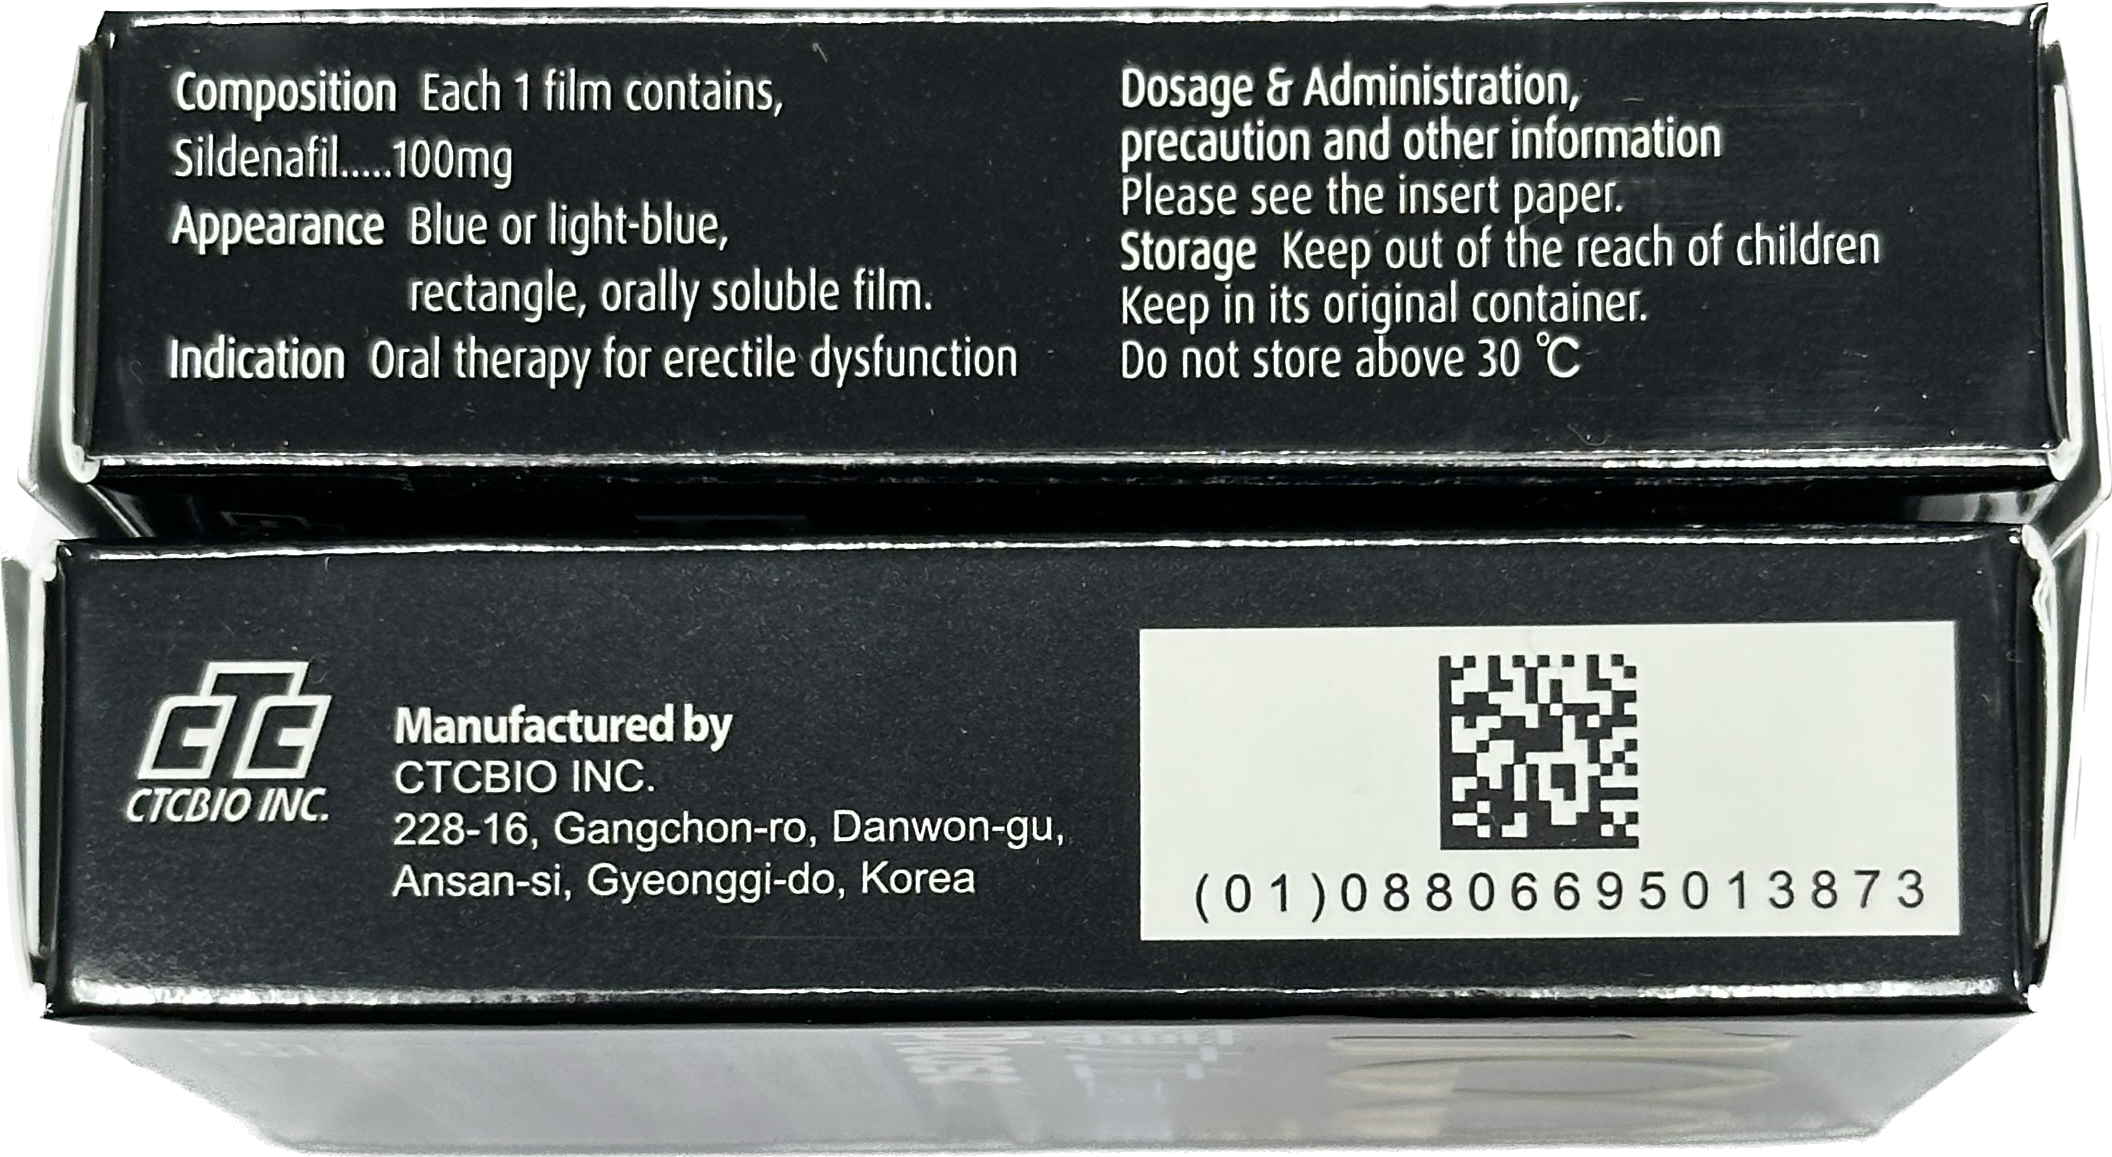 Composition Each 1 film contains,
Sildenafil.....100mg
Appearance Blue or light-blue,
rectangle, orally soluble film.
Indication Oral therapy for erectile dysfunction
Dosage & Administration,
precaution and other information
Please see the insert paper.
Storage Keep out of the reach of children
Keep in its original container.
Do not store above 30 ℃
CTC
CTCBIO INC.
Manufactured by
CTCBIO INC.
228-16, Gangchon-ro, Danwon-gu,
Ansan-si, Gyeonggi-do, Korea
(01)08806695013873